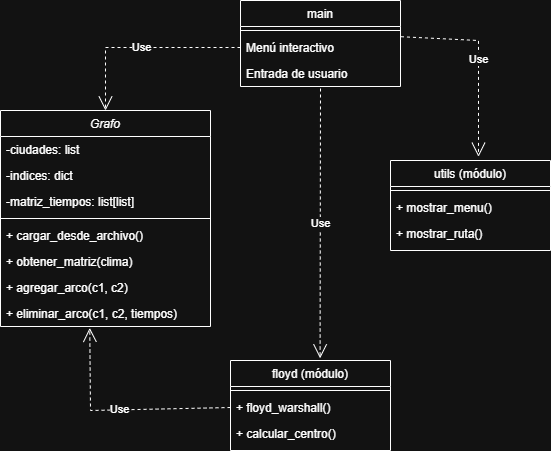 main
Menú interactivo
Entrada de usuario
Use
Use
Grafo
-ciudades: list
-indices: dict
-matriz_tiempos: list[list]
+ cargar_desde_archivo()
+ obtener_matriz(clima)
+ agregar_arco(c1, c2)
+ eliminar_arco(c1, c2, tiempos)
utils (módulo)
+ mostrar_menu()
+ mostrar_ruta()
Use
floyd (módulo)
+ floyd_warshall()
+ calcular_centro()
Use